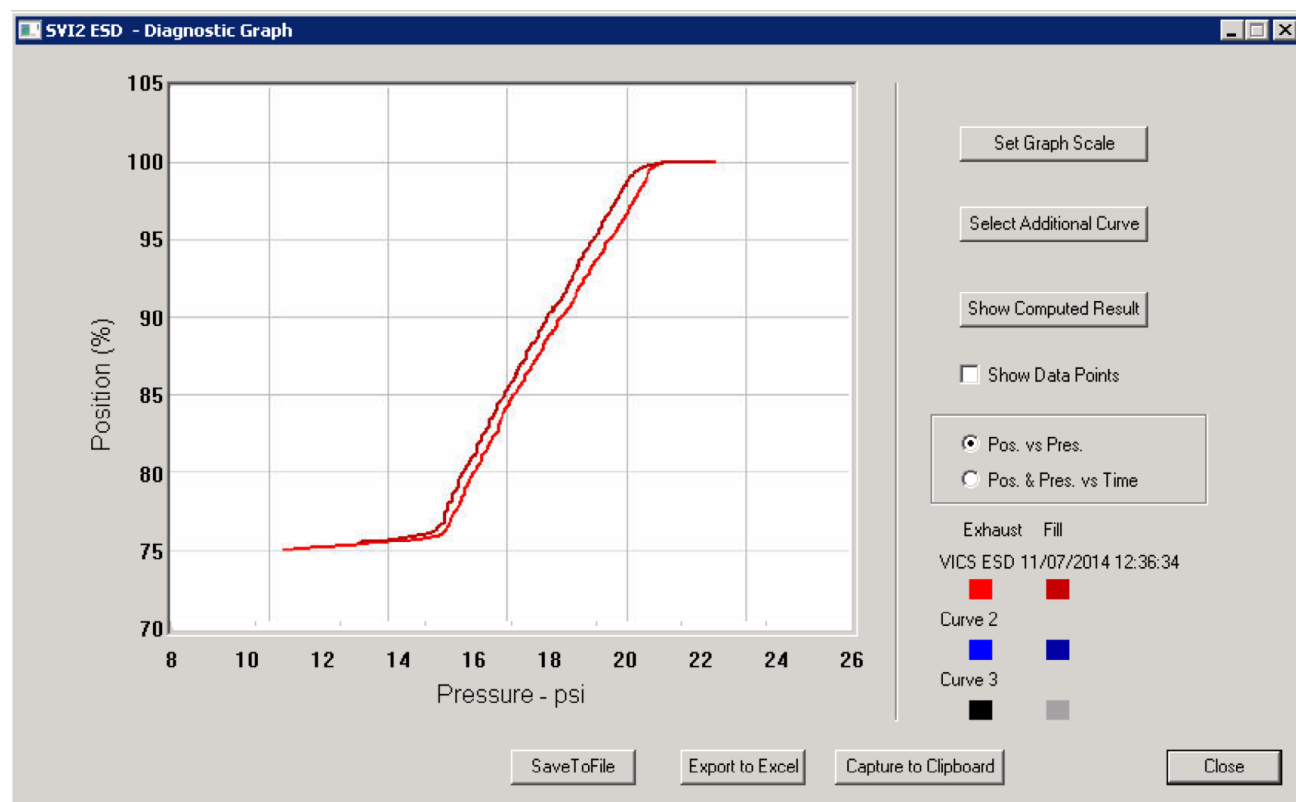 SVI2 ESD - Diagnostic Graph
105
100
95
90
85
80
75
70
Position (%)
8 10 12 14 16 18 20 22 24 26
Pressure - psi
Set Graph Scale
Select Additional Curve
Show Computed Result
Show Data Points
Pos. vs Pres.
Pos. & Pres. vs Time
Exhaust Fill
VICS ESD 11/07/2014 12:36:34
Curve 2
Curve 3
SaveToFile Export to Excel Capture to Clipboard Close